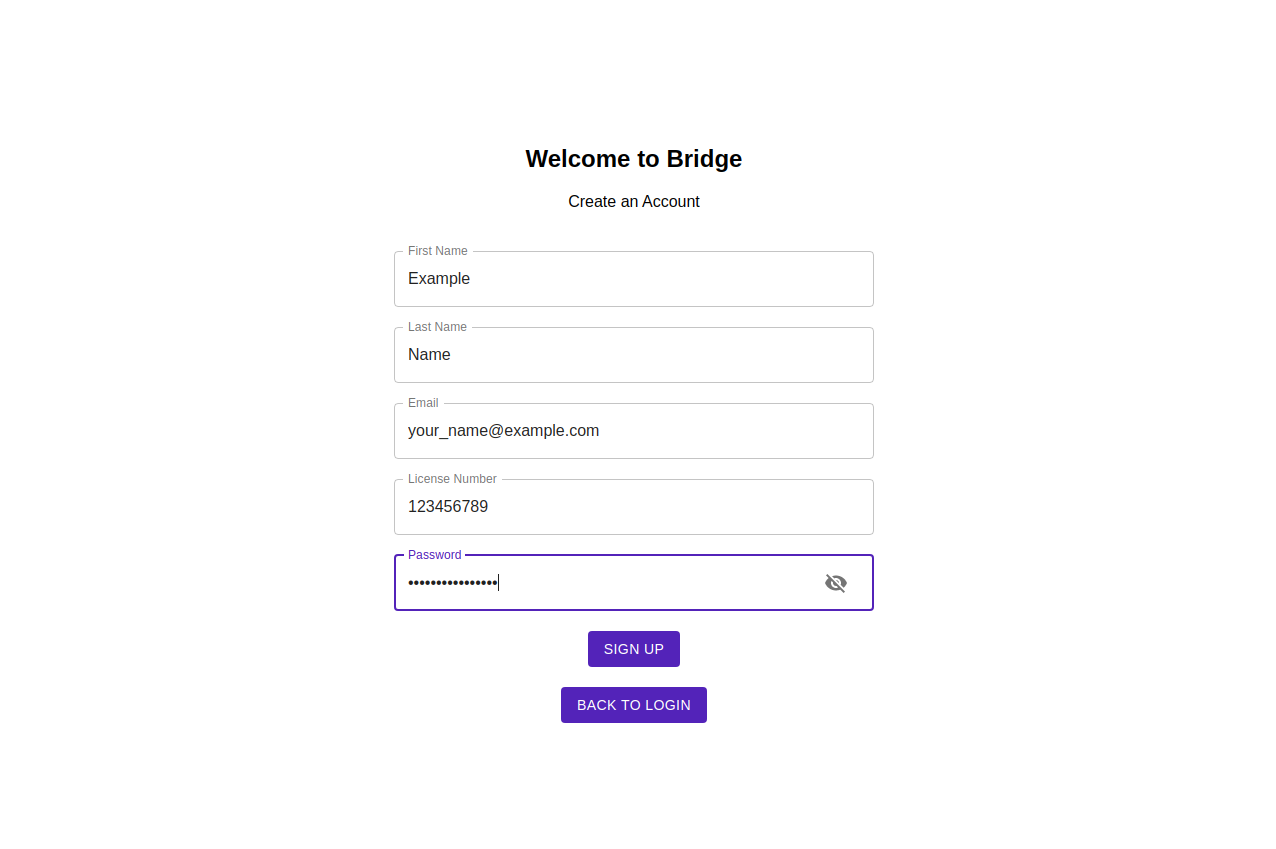 Welcome to Bridge
Create an Account
First Name
Example
Last Name
Name
Email
your_name@example.com
License Number
123456789
Password
••••••••••••••••
SIGN UP
BACK TO LOGIN